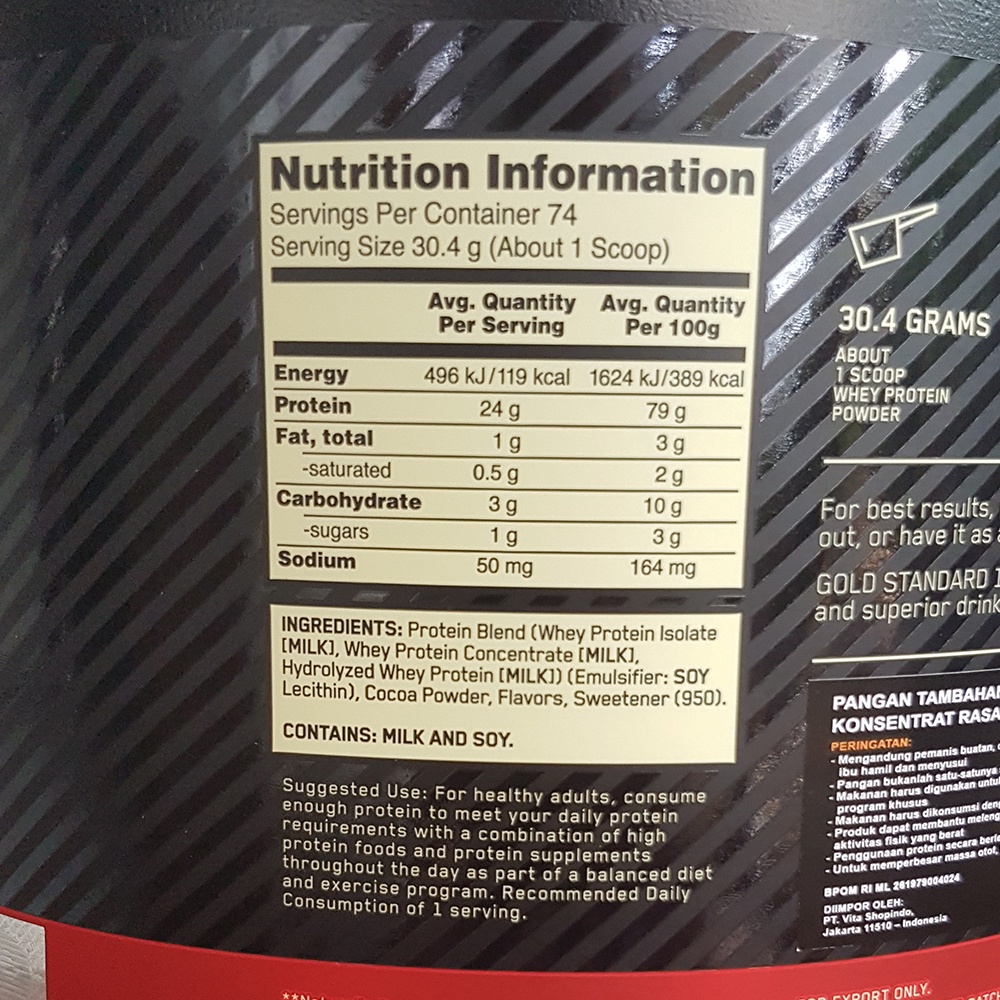 Nutrition Information
Servings Per Container 74
Serving Size 30.4 g (About 1 Scoop)
Avg. Quantity Per Serving Avg. Quantity Per 100g
Energy 496 kJ/119 kcal 1624 kJ/389 kcal
Protein 24 g 79 g
Fat, total 1 g 3 g
-saturated 0.5 g 2 g
Carbohydrate 3 g 10 g
-sugars 1 g 3 g
Sodium 50 mg 164 mg
INGREDIENTS: Protein Blend (Whey Protein Isolate
[MILK], Whey Protein Concentrate [MILK],
Hydrolyzed Whey Protein [MILK]) (Emulsifier: SOY
Lecithin), Cocoa Powder, Flavors, Sweetener (950).
CONTAINS: MILK AND SOY.
Suggested Use: For healthy adults, consume
enough protein to meet your daily protein
requirements with a combination of high
protein foods and protein supplements
throughout the day as part of a balanced diet
and exercise program. Recommended Daily
Consumption of 1 serving.
30.4 GRAMS
ABOUT
1 SCOOP
WHEY PROTEIN
POWDER
For best results,
out, or have it as
GOLD STANDARD
and superior drink
PANGAN TAMBAHAN
KONSENTRAT RASA
PERINGATAN:
- Mengandung pemanis buatan,
ibu hamil dan menyusui
- Pangan bukanlah satu-satunya
- Makanan harus digunakan untuk
program khusus
- Makanan harus dikonsumsi
- Produk dapat membantu
aktivitas fisik yang berat
- Penggunaan protein secara
- Untuk memperbesar massa otot,
BPOM RI ML 261979004024
DIIMPOR OLEH:
PT. Vita Shopindo,
Jakarta 11510 – Indonesia
EXPORT ONLY.